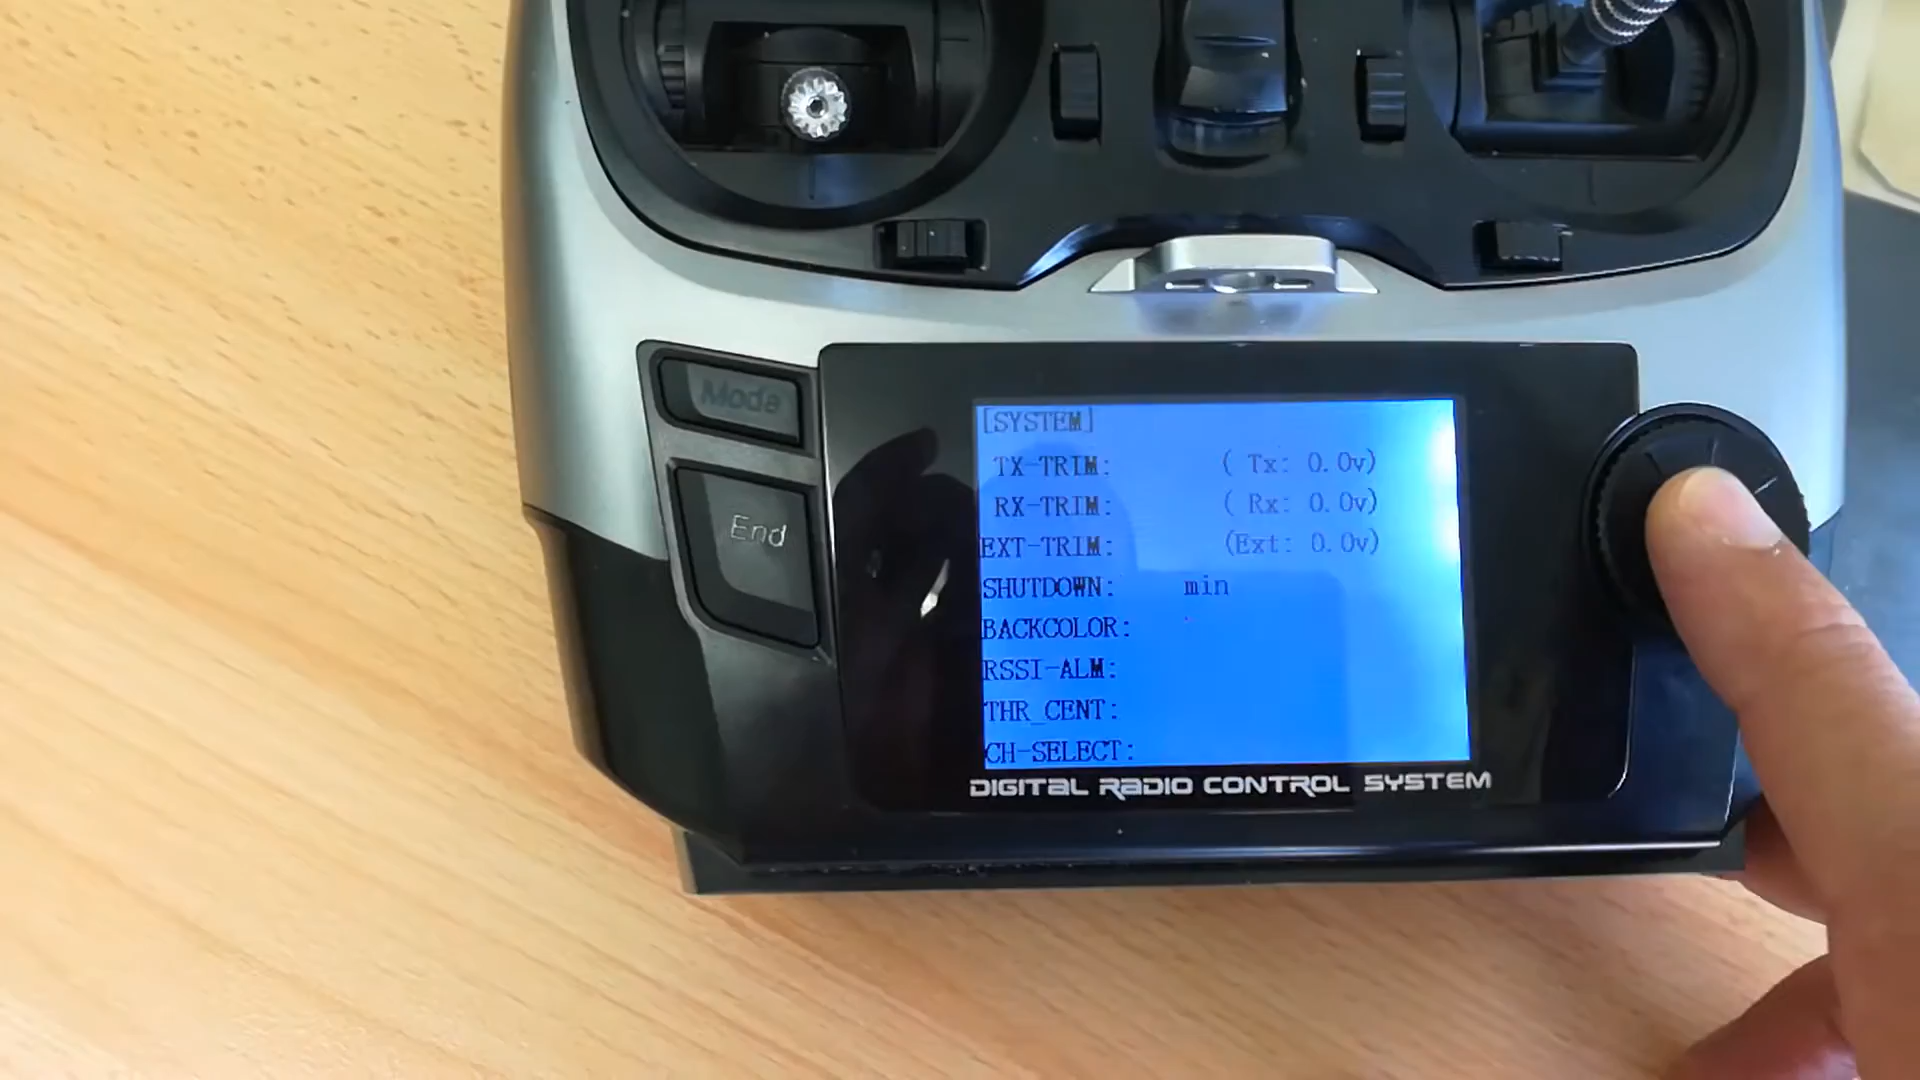 Mode
End
[SYSTEM]
TX-TRIM: ( Tx: 0.0v)
RX-TRIM: ( Rx: 0.0v)
EXT-TRIM: (Ext: 0.0v)
SHUTDOWN: min
BACKCOLOR:
RSSI-ALM:
THR_CENT:
CH-SELECT:
DIGITAL RADIO CONTROL SYSTEM